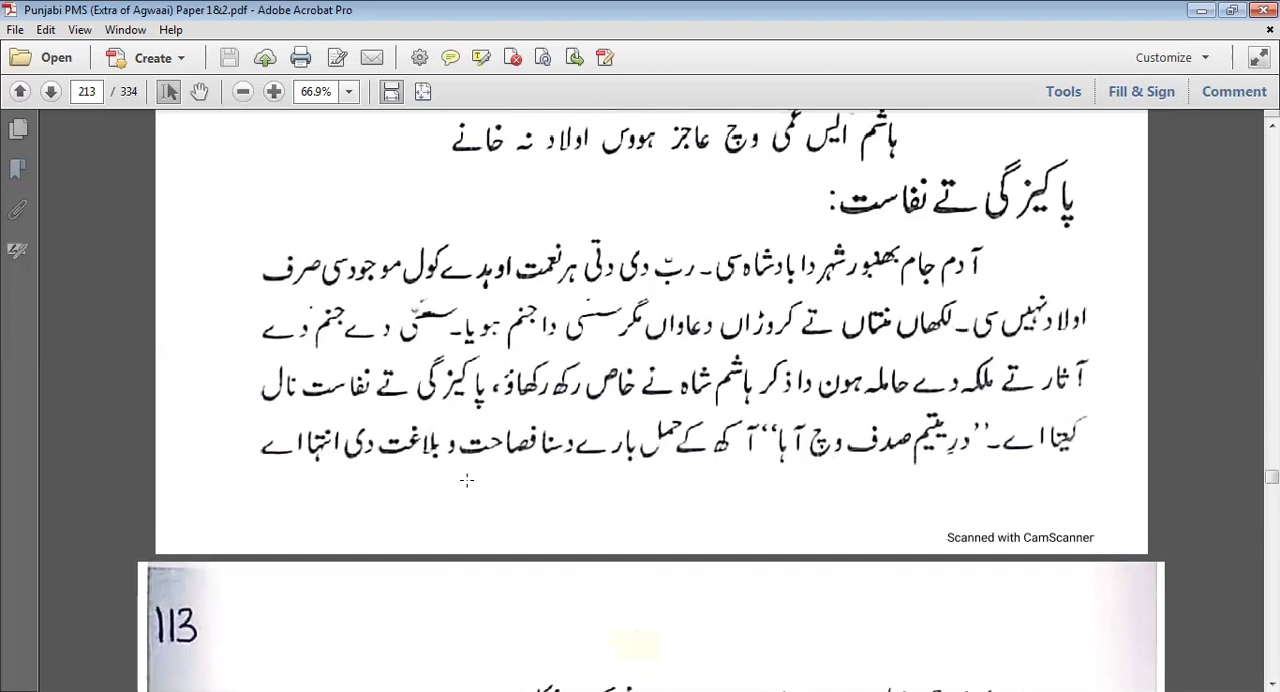 Punjabi PMS (Extra of Agwaai) Paper 1&2.pdf - Adobe Acrobat Pro
File Edit View Window Help
Open Create Customize
213 / 334 66.9% Tools Fill & Sign Comment
ہاشم ایس غمی وچ عاجز ہووس اولاد نہ خانے
پاکیزگی تے نفاست:
آدم جام بھنبور شہر دا بادشاہ سی۔ ربّ دی دتی ہر نعمت اوہدے کول موجود سی صرف
اولاد نہیں سی۔ لکھاں منتاں تے کروڑاں دعاواں مگر سسّی دا جنم ہویا۔ سسّی دے جنم دے
آثار تے ملکہ دے حاملہ ہون دا ذکر ہاشم شاہ نے خاص رکھ رکھاؤ، پاکیزگی تے نفاست نال
کیتا اے۔ ’’درِ یتیم صدف وچ آہا‘‘ آکھ کے حمل بارے دسنا فصاحت و بلاغت دی انتہا اے
Scanned with CamScanner
113